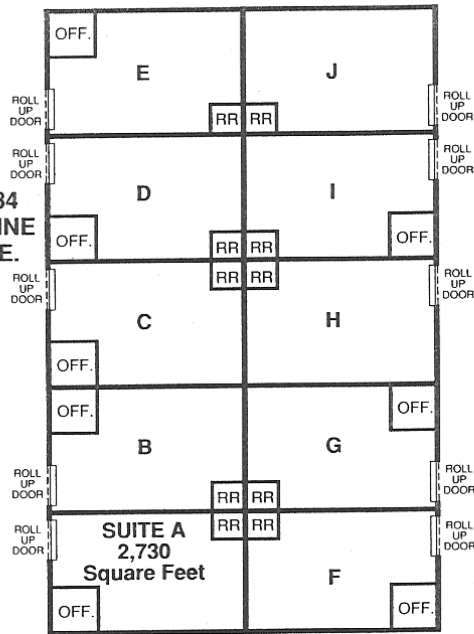 OFF.
E
J
ROLL
UP
DOOR
ROLL
UP
DOOR
RR
RR
ROLL
UP
DOOR
ROLL
UP
DOOR
D
I
34
INE
E.
OFF.
OFF.
RR
RR
RR
RR
ROLL
UP
DOOR
ROLL
UP
DOOR
C
H
OFF.
OFF.
OFF.
B
G
ROLL
UP
DOOR
ROLL
UP
DOOR
RR
RR
RR
RR
ROLL
UP
DOOR
ROLL
UP
DOOR
SUITE A
2,730
Square Feet
F
OFF.
OFF.